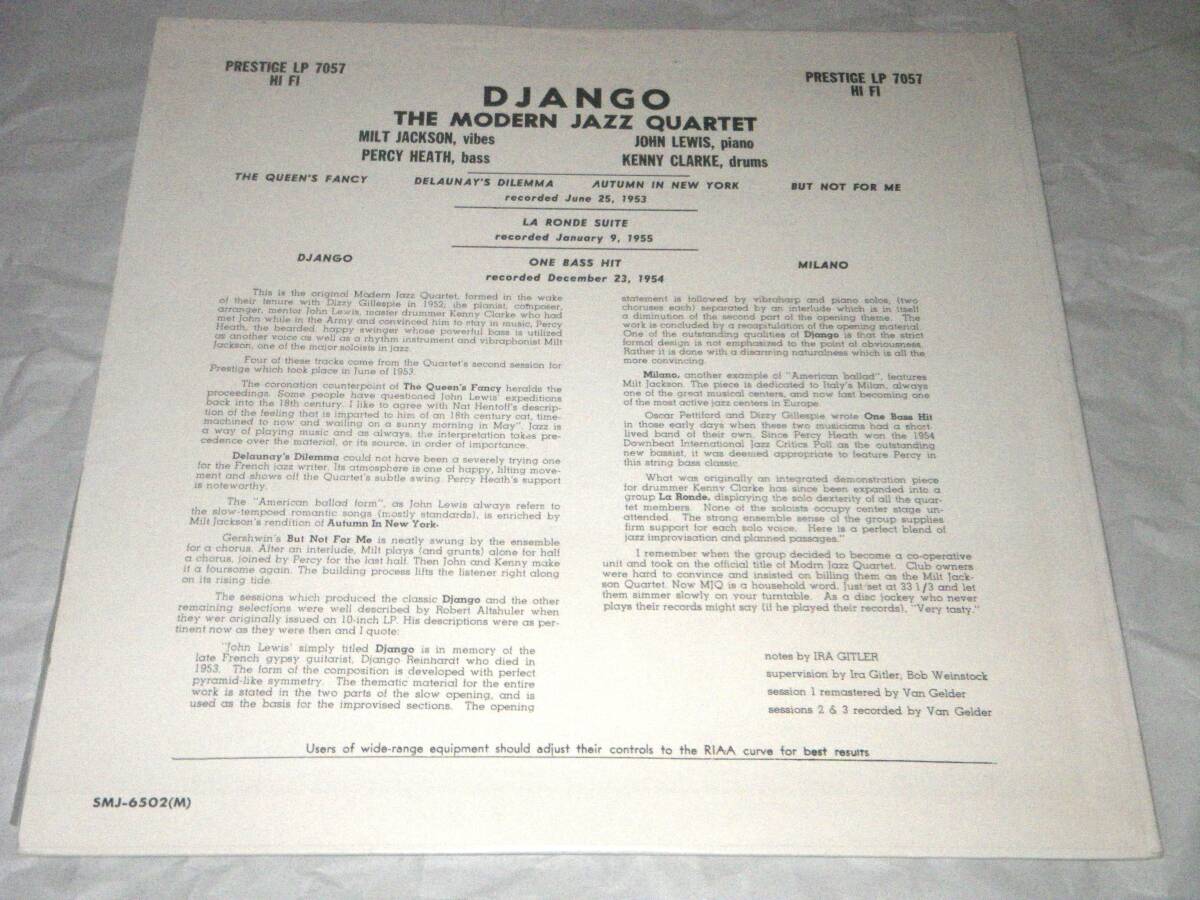 PRESTIGE LP 7057
HI FI
PRESTIGE LP 7057
HI FI
DJANGO
THE MODERN JAZZ QUARTET
MILT JACKSON, vibes
JOHN LEWIS, piano
PERCY HEATH, bass
KENNY CLARKE, drums
THE QUEEN'S FANCY
DELAUNAY'S DILEMMA
AUTUMN IN NEW YORK
BUT NOT FOR ME
recorded June 25, 1953
LA RONDE SUITE
recorded January 9, 1955
DJANGO
ONE BASS HIT
MILANO
recorded December 23, 1954
This is the original Modern Jazz Quartet, formed in the wake
of their tenure with Dizzy Gillespie in 1952; the pianist, composer,
arranger, mentor John Lewis, master drummer Kenny Clarke who had
met John while in the Army and convinced him to stay in music, Percy
Heath, the bearded, happy swinger whose powerful bass is utilized
as another voice as well as a rhythm instrument and vibraphonist Milt
Jackson, one of the major soloists in jazz.
Four of these tracks come from the Quartet's second session for
Prestige which took place in June of 1953.
The coronation counterpoint of The Queen's Fancy heralds the
proceedings. Some people have questioned John Lewis' expeditions
back into the 18th century. I like to agree with Nat Hentoff's descrip-
tion of the feeling that is imparted to him of an 18th century cat, time-
machined to now and wailing on a sunny morning in May". Jazz is
a way of playing music and as always, the interpretation takes pre-
cedence over the material, or its source, in order of importance.
Delaunay's Dilemma could not have been a severely trying one
for the French jazz writer. Its atmosphere is one of happy, lilting move-
ment and shows off the Quartet's subtle swing. Percy Heath's support
is noteworthy.
The "American ballad form", as John Lewis always refers to
the slow-tempoed romantic songs (mostly standards), is enriched by
Milt Jackson's rendition of Autumn In New York.
Gershwin's But Not For Me is neatly swung by the ensemble
for a chorus. After an interlude, Milt plays (and grunts) alone for half
a chorus, joined by Percy for the last half. Then John and Kenny make
it a foursome again. The building process lifts the listener right along
on its rising tide.
The sessions which produced the classic Django and the other
remaining selections were well described by Robert Altshuler when
they wer originally issued on 10-inch LP. His descriptions were as per-
tinent now as they were then and I quote:
"John Lewis' simply titled Django is in memory of the
late French gypsy guitarist, Django Reinhardt who died in
1953. The form of the composition is developed with perfect
pyramid-like symmetry. The thematic material for the entire
work is stated in the two parts of the slow opening, and is
used as the basis for the improvised sections. The opening
statement is followed by vibraharp and piano solos, (two
choruses each) separated by an interlude which is in itself
a diminution of the second part of the opening theme. The
work is concluded by a recapitulation of the opening material.
One of the outstanding qualities of Django is that the strict
formal design is not emphasized to the point of obviousness.
Rather it is done with a disarming naturalness which is all the
more convincing.
Milano, another example of "American ballad", features
Milt Jackson. The piece is dedicated to Italy's Milan, always
one of the great musical centers, and now fast becoming one
of the most active jazz centers in Europe.
Oscar Pettiford and Dizzy Gillespie wrote One Bass Hit
in those early days when these two musicians had a short-
lived band of their own. Since Percy Heath won the 1954
Downbeat International Jazz Critics Poll as the outstanding
new bassist, it was deemed appropriate to feature Percy in
this string bass classic.
What was originally an integrated demonstration piece
for drummer Kenny Clarke has since been expanded into a
group La Ronde, displaying the solo dexterity of all the quar-
tet members. None of the soloists occupy center stage un-
attended. The strong ensemble sense of the group supplies
firm support for each solo voice. Here is a perfect blend of
jazz improvisation and planned passages."
I remember when the group decided to become a co-operative
unit and took on the official title of Modrn Jazz Quartet. Club owners
were hard to convince and insisted on billing them as the Milt Jack-
son Quartet. Now MJQ is a household word. Just set at 33 1/3 and let
them simmer slowly on your turntable. As a disc jockey who never
plays their records might say (if he played their records), "Very tasty."
notes by IRA GITLER
supervision by Ira Gitler, Bob Weinstock
session 1 remastered by Van Gelder
sessions 2 & 3 recorded by Van Gelder
Users of wide-range equipment should adjust their controls to the RIAA curve for best results
SMJ-6502(M)